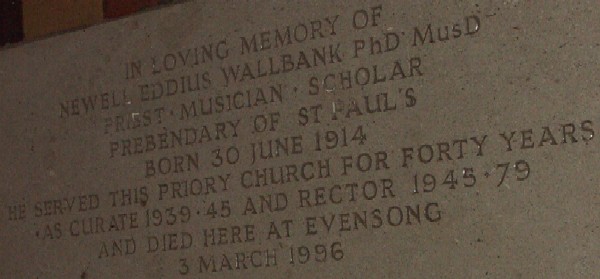 IN LOVING MEMORY OF
NEWELL EDDIUS WALLBANK PhD MusD
PRIEST · MUSICIAN · SCHOLAR
PREBENDARY OF ST PAUL'S
BORN 30 JUNE 1914
HE SERVED THIS PRIORY CHURCH FOR FORTY YEARS
· AS CURATE 1939 · 45 AND RECTOR 1945 · 79
AND DIED HERE AT EVENSONG
3 MARCH 1996